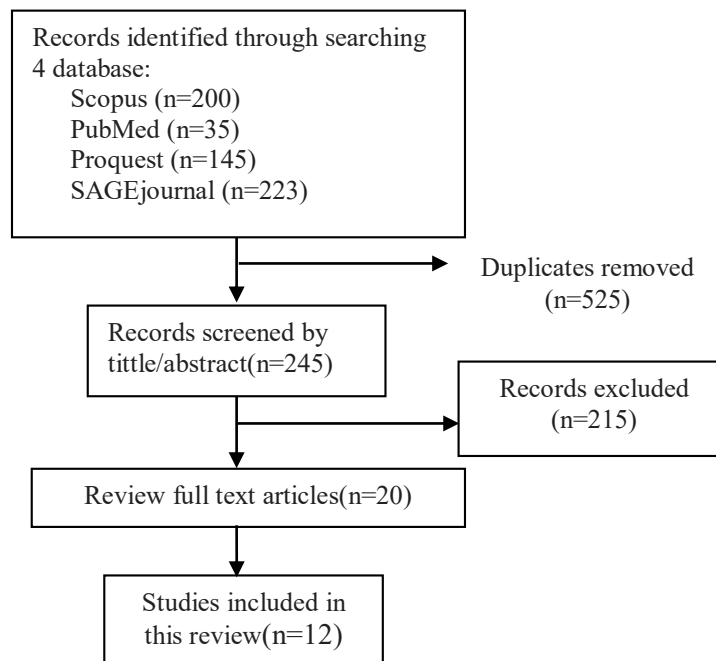 Records identified through searching
4 database:
Scopus (n=200)
PubMed (n=35)
Proquest (n=145)
SAGEjournal (n=223)
Duplicates removed
(n=525)
Records screened by
tittle/abstract(n=245)
Records excluded
(n=215)
Review full text articles(n=20)
Studies included in
this review(n=12)